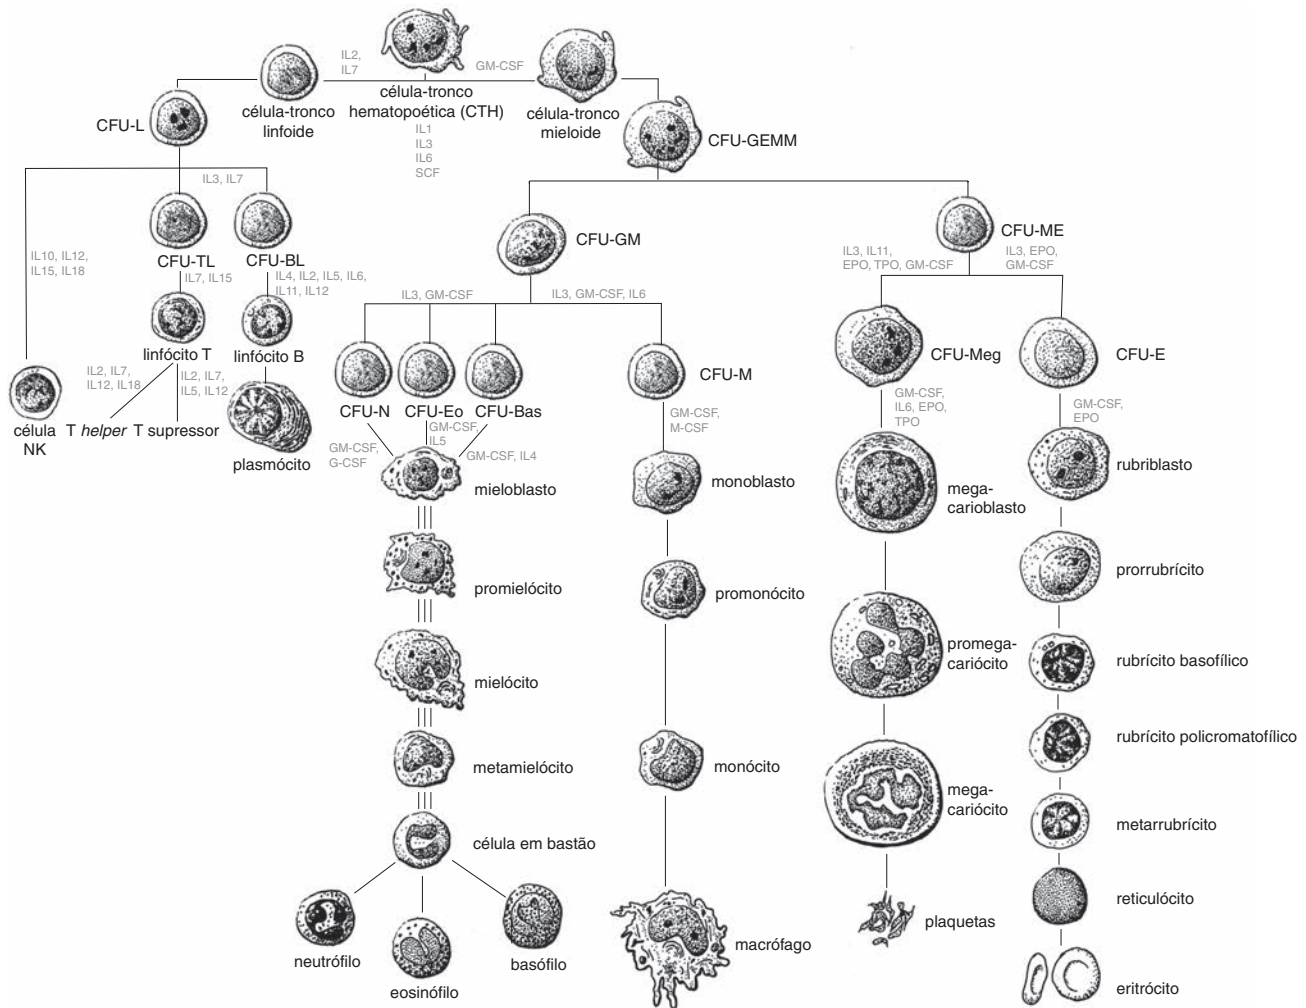 IL2,
IL7
GM-CSF
célula-tronco
linfoide
célula-tronco
hematopoética (CTH)
IL1
IL3
IL6
SCF
célula-tronco
mieloide
CFU-L
CFU-GEMM
IL3, IL7
IL10, IL12,
IL15, IL18
CFU-TL
CFU-BL
IL7, IL15
IL4, IL2, IL5, IL6,
IL11, IL12
linfócito T
linfócito B
IL2, IL7,
IL12, IL18
IL2, IL7,
IL5, IL12
célula
NK
T helper
T supressor
plasmócito
CFU-GM
IL3, GM-CSF
IL3, GM-CSF, IL6
CFU-N
CFU-Eo
CFU-Bas
CFU-M
GM-CSF,
G-CSF
GM-CSF,
IL5
GM-CSF, IL4
GM-CSF,
M-CSF
mieloblasto
promielócito
mielócito
metamielócito
célula em bastão
neutrófilo
eosinófilo
basófilo
monoblasto
promonócito
monócito
macrófago
CFU-ME
IL3, IL11,
EPO, TPO, GM-CSF
IL3, EPO,
GM-CSF
CFU-Meg
CFU-E
GM-CSF,
IL6, EPO,
TPO
GM-CSF,
EPO
mega-
carioblasto
promega-
cariócito
mega-
cariócito
plaquetas
rubriblasto
prorrubrícito
rubrícito basofílico
rubrícito policromatofílico
metarrubrícito
reticulócito
eritrócito